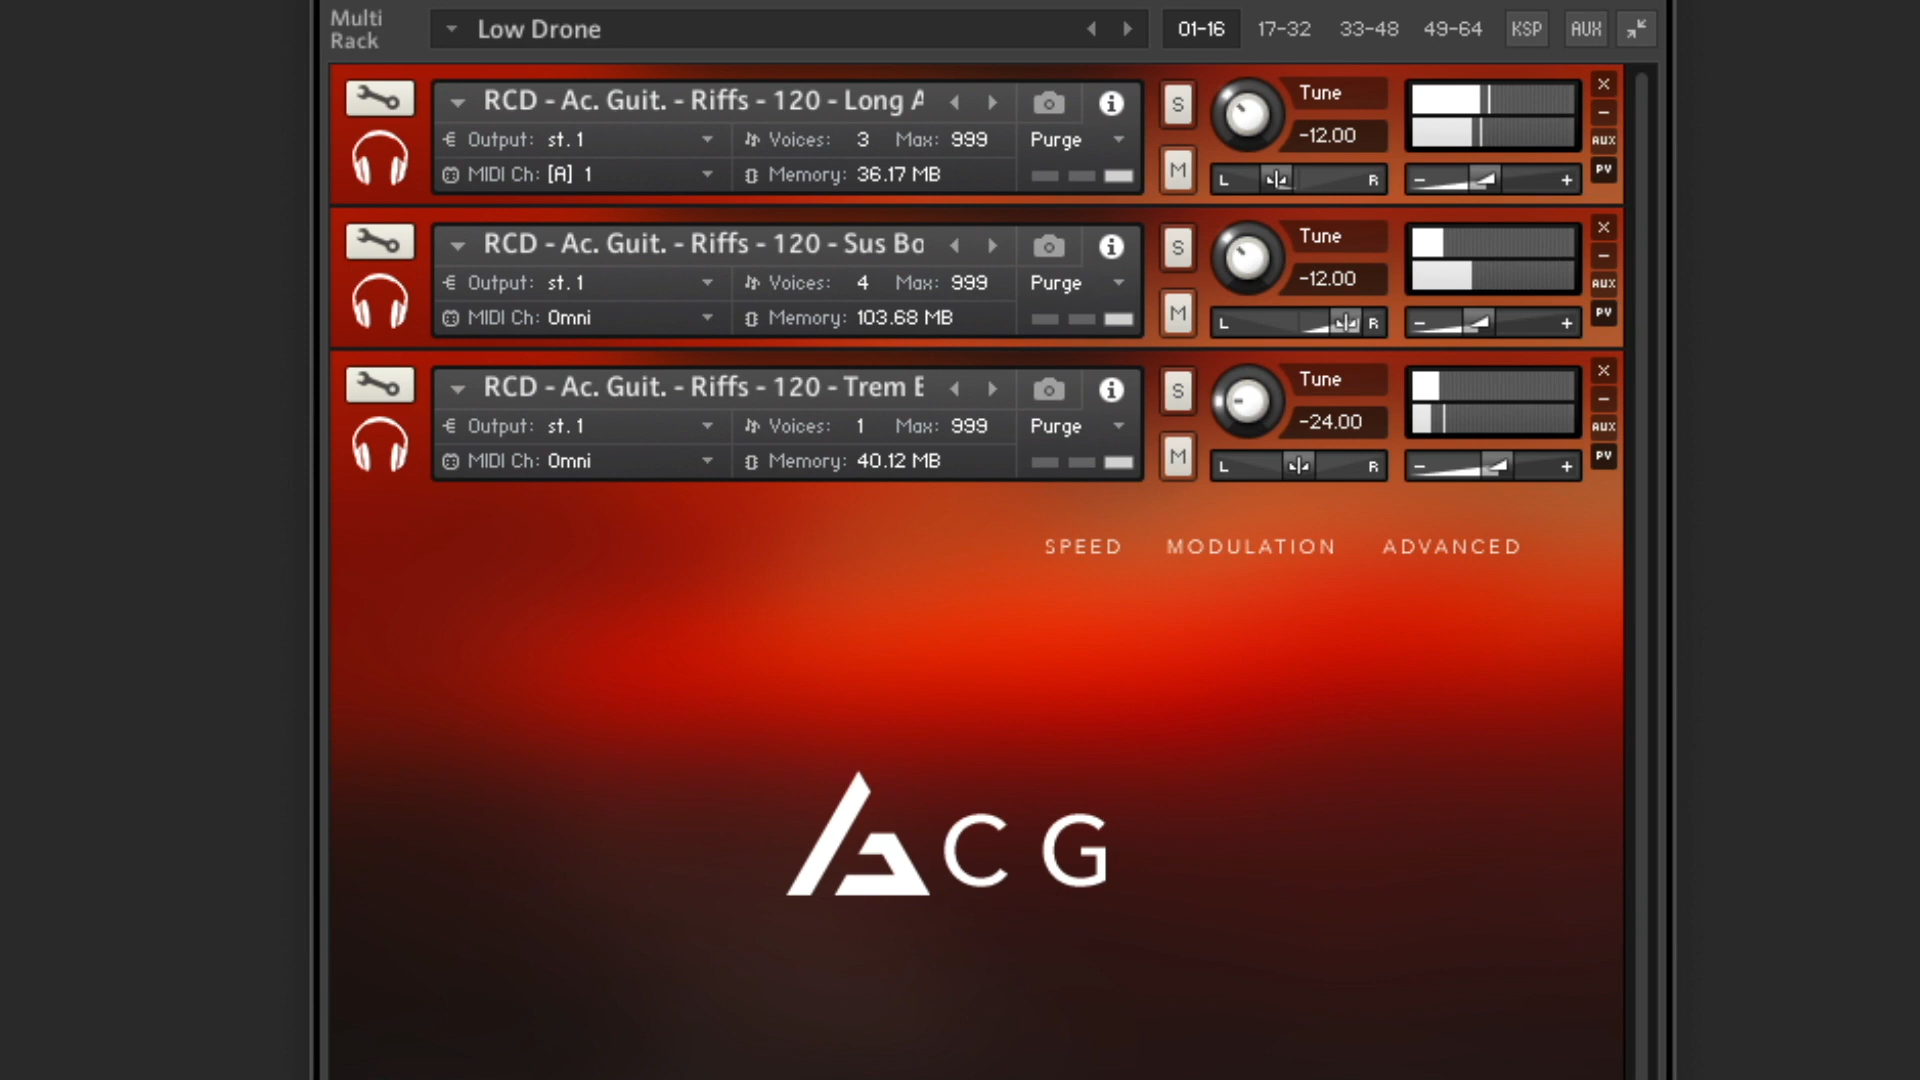 Multi
Rack
Low Drone
01-16 17-32 33-48 49-64 KSP AUX
RCD - Ac. Guit. - Riffs - 120 - Long A
Output: st. 1 Voices: 3 Max: 999 Purge
MIDI Ch: [A] 1 Memory: 36.17 MB
S
M
Tune
-12.00
L R
- +
×
-
AUX
PV
RCD - Ac. Guit. - Riffs - 120 - Sus Bo
Output: st. 1 Voices: 4 Max: 999 Purge
MIDI Ch: Omni Memory: 103.68 MB
S
M
Tune
-12.00
L R
- +
×
-
AUX
PV
RCD - Ac. Guit. - Riffs - 120 - Trem
Output: st. 1 Voices: 1 Max: 999 Purge
MIDI Ch: Omni Memory: 40.12 MB
S
M
Tune
-24.00
L R
- +
×
-
AUX
PV
SPEED MODULATION ADVANCED
ACG